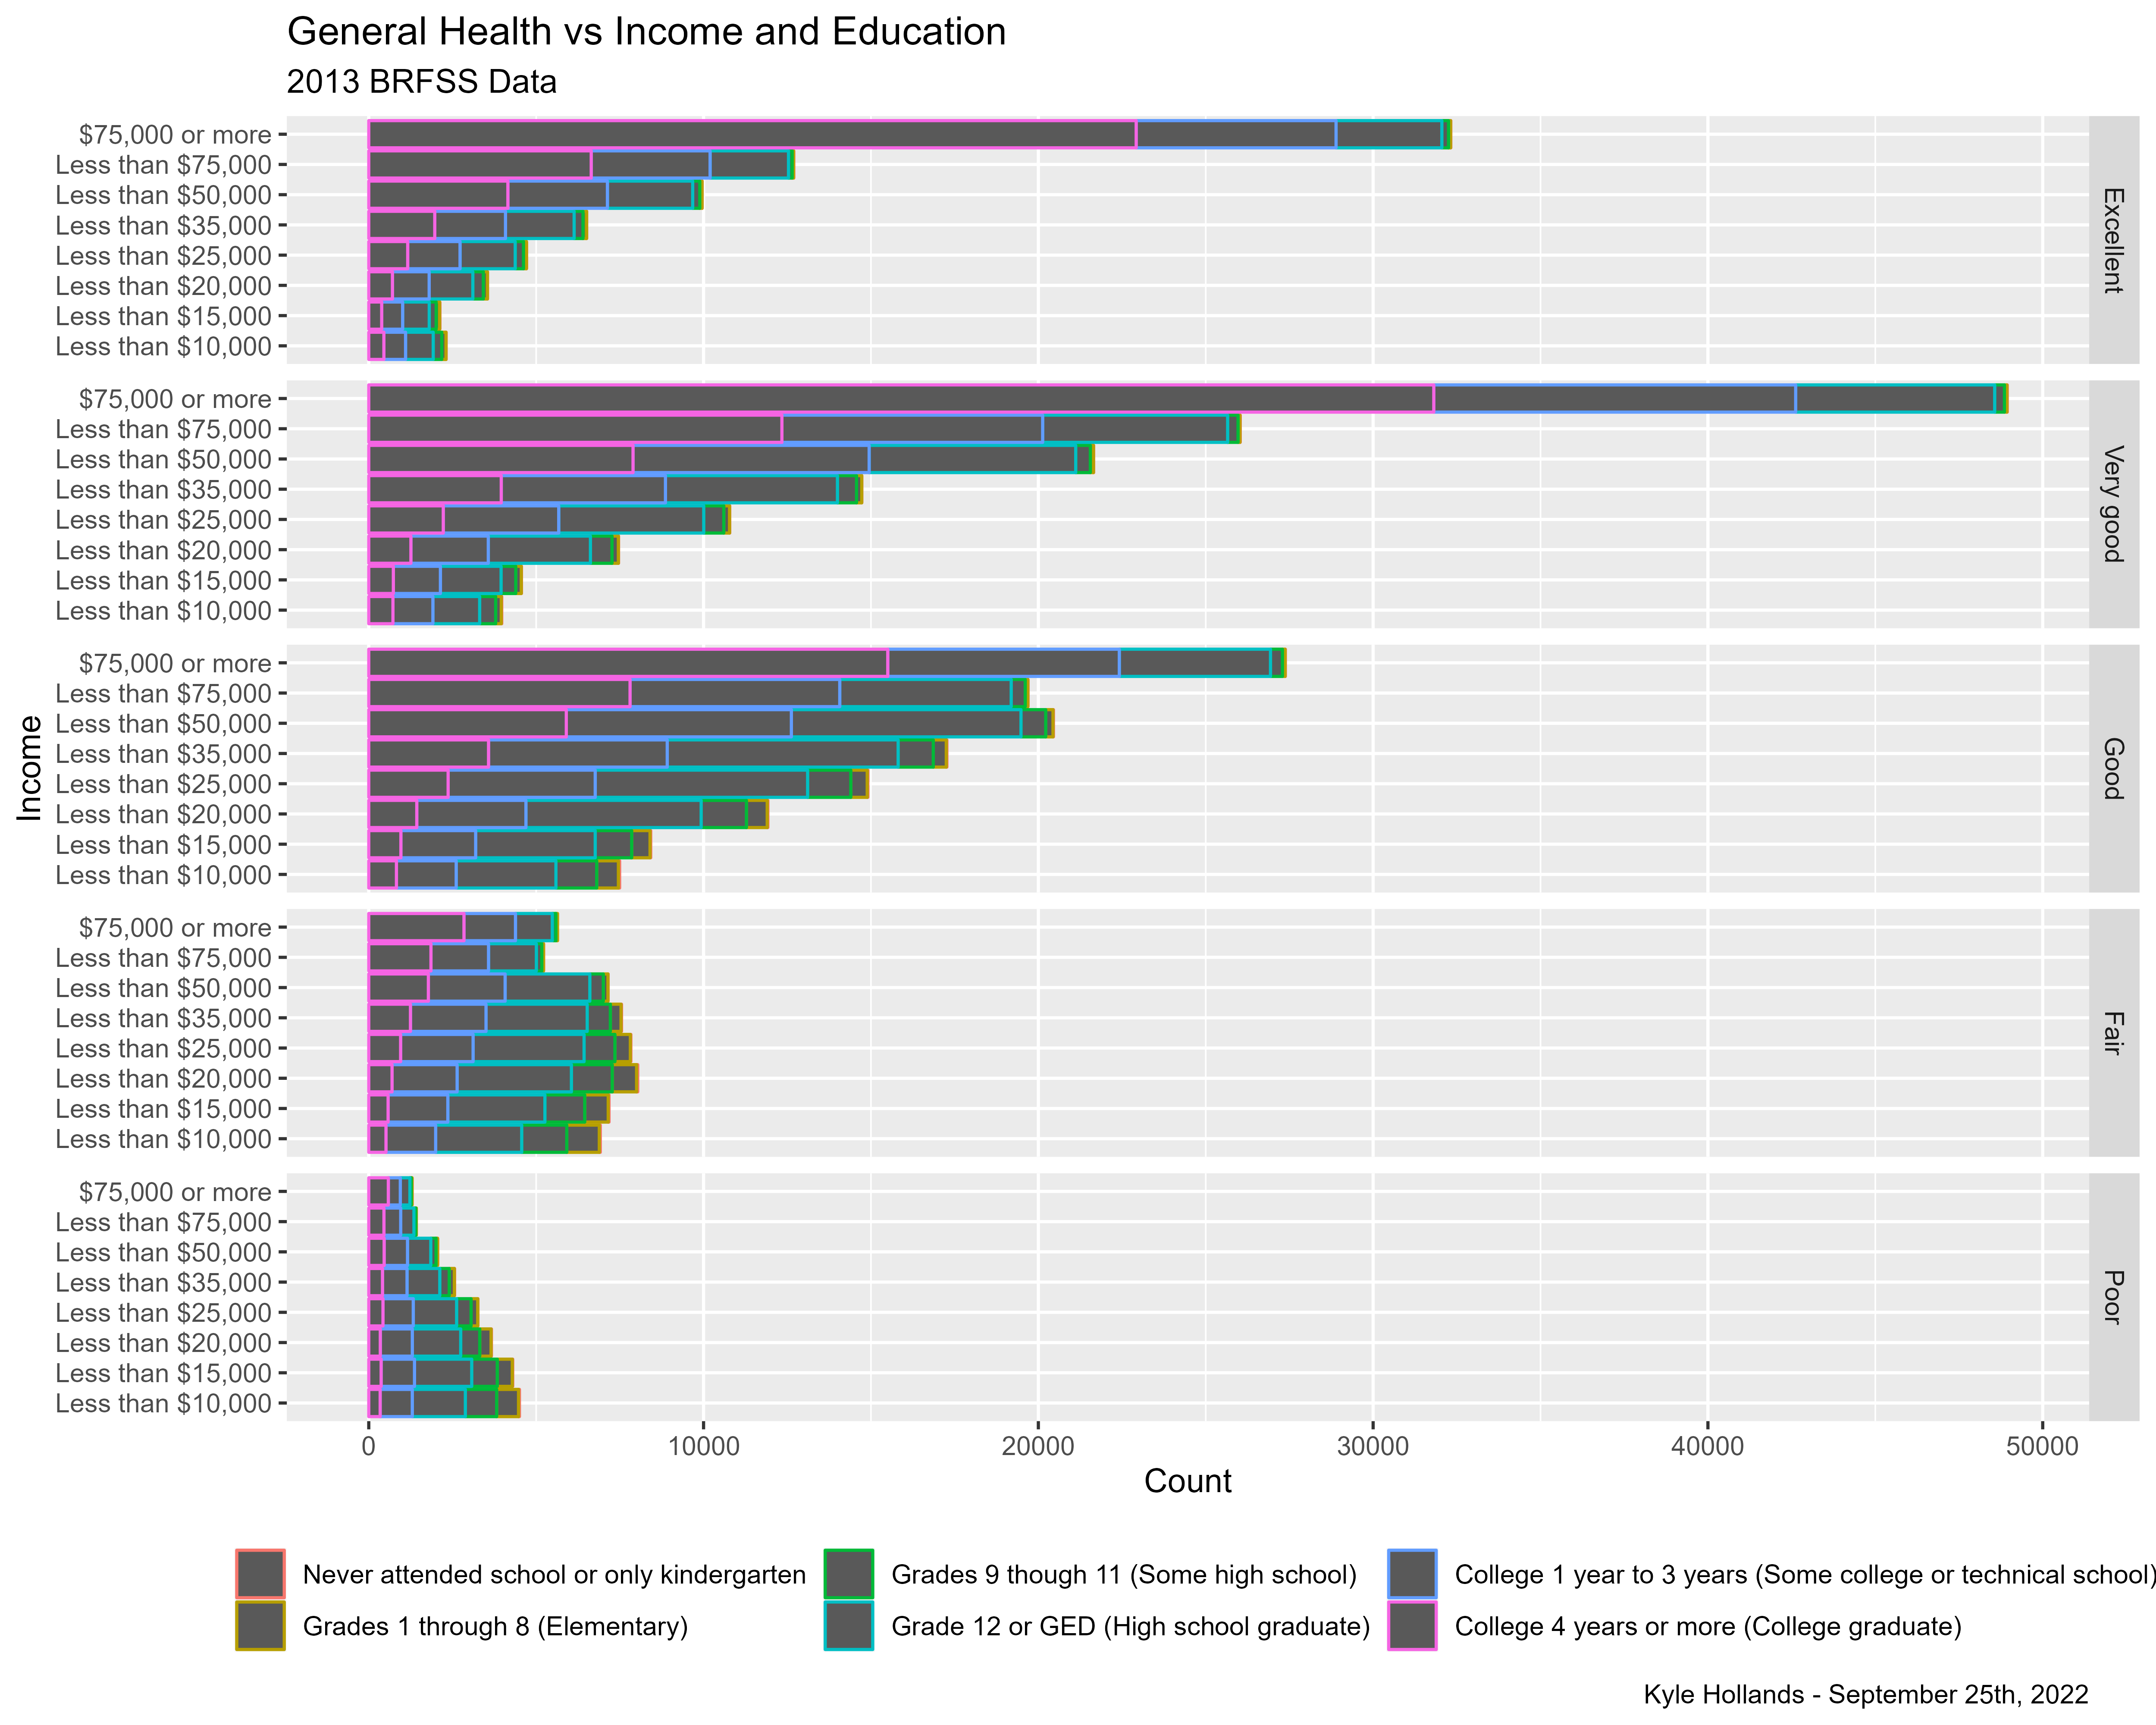 General Health vs Income and Education
2013 BRFSS Data
$75,000 or more
Less than $75,000
Less than $50,000
Less than $35,000
Less than $25,000
Less than $20,000
Less than $15,000
Less than $10,000
Excellent
$75,000 or more
Less than $75,000
Less than $50,000
Less than $35,000
Less than $25,000
Less than $20,000
Less than $15,000
Less than $10,000
Very good
$75,000 or more
Less than $75,000
Less than $50,000
Less than $35,000
Less than $25,000
Less than $20,000
Less than $15,000
Less than $10,000
Good
$75,000 or more
Less than $75,000
Less than $50,000
Less than $35,000
Less than $25,000
Less than $20,000
Less than $15,000
Less than $10,000
Fair
$75,000 or more
Less than $75,000
Less than $50,000
Less than $35,000
Less than $25,000
Less than $20,000
Less than $15,000
Less than $10,000
Poor
Income
0 10000 20000 30000 40000 50000
Count
Never attended school or only kindergarten
Grades 1 through 8 (Elementary)
Grades 9 though 11 (Some high school)
Grade 12 or GED (High school graduate)
College 1 year to 3 years (Some college or technical school)
College 4 years or more (College graduate)
Kyle Hollands - September 25th, 2022